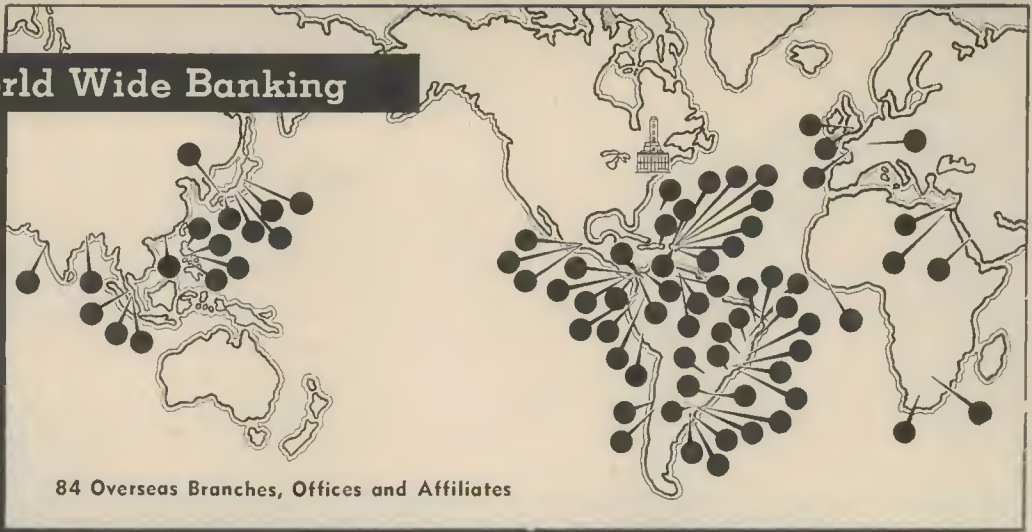 rld Wide Banking
84 Overseas Branches, Offices and Affiliates